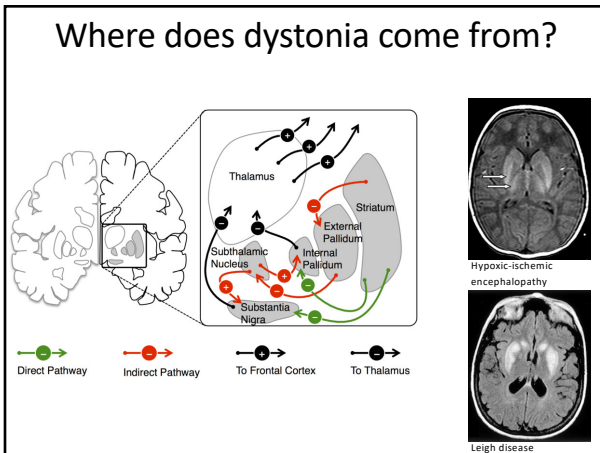 Where does dystonia come from?
Thalamus
Striatum
External
Pallidum
Subthalamic
Nucleus
Internal
Pallidum
Substantia
Nigra
+
+
+
−
−
−
−
−
+
+
−
−
−
−
+
−
Direct Pathway
Indirect Pathway
To Frontal Cortex
To Thalamus
Hypoxic-ischemic
encephalopathy
Leigh disease